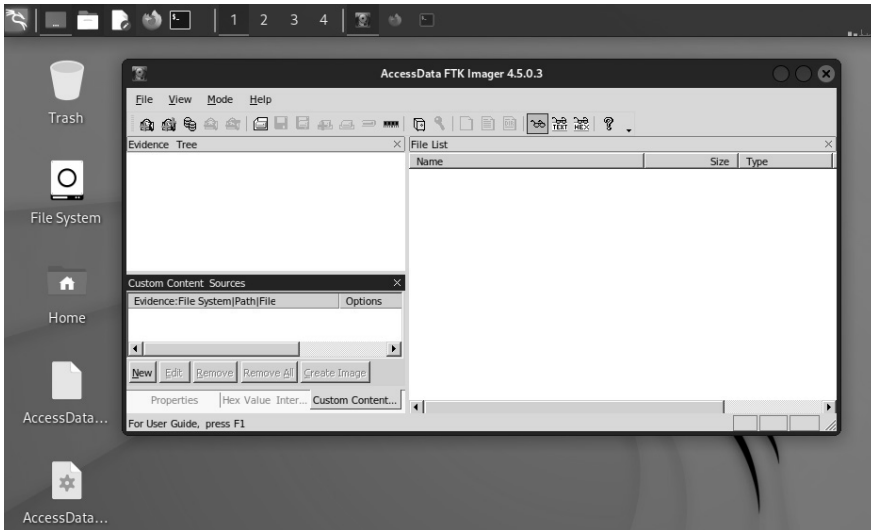 1 2 3 4
AccessData FTK Imager 4.5.0.3
File View Mode Help
TEXT HEX
Evidence Tree
File List
Name Size Type
Custom Content Sources
Evidence:File System|Path|File Options
New Edit Remove Remove All Create Image
Properties Hex Value Inter... Custom Content...
For User Guide, press F1
Trash
File System
Home
AccessData...
AccessData...